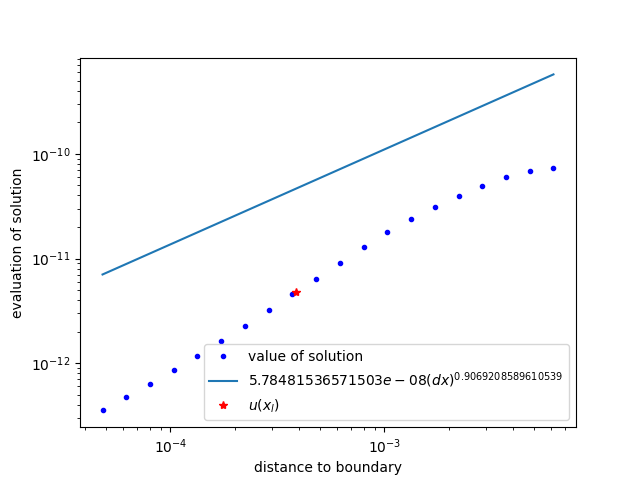 10⁻¹⁰
10⁻¹¹
10⁻¹²
evaluation of solution
value of solution
5.78481536571503e − 08(dx)^0.9069208589610539
u(x_l)
10⁻⁴ 10⁻³
distance to boundary